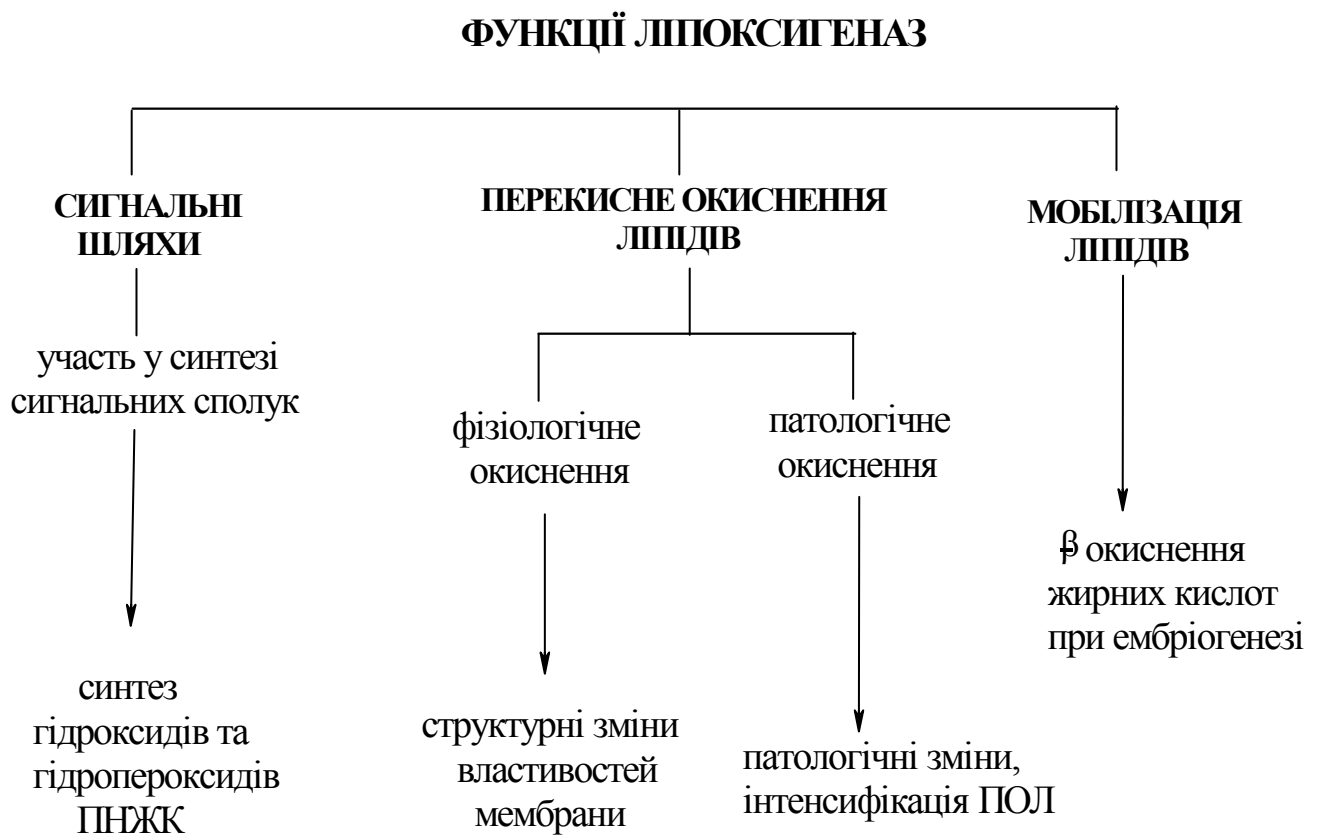 ФУНКЦІЇ ЛІПОКСИГЕНАЗ
СИГНАЛЬНІ
ШЛЯХИ
участь у синтезі
сигнальних сполук
синтез
гідроксидів та
гідропероксидів
ПНЖК
ПЕРЕКИСНЕ ОКИСНЕННЯ
ЛІПІДІВ
фізіологічне
окиснення
структурні зміни
властивостей
мембрани
патологічне
окиснення
патологічні зміни,
інтенсифікація ПОЛ
МОБІЛІЗАЦІЯ
ЛІПІДІВ
β- окиснення
жирних кислот
при ембріогенезі